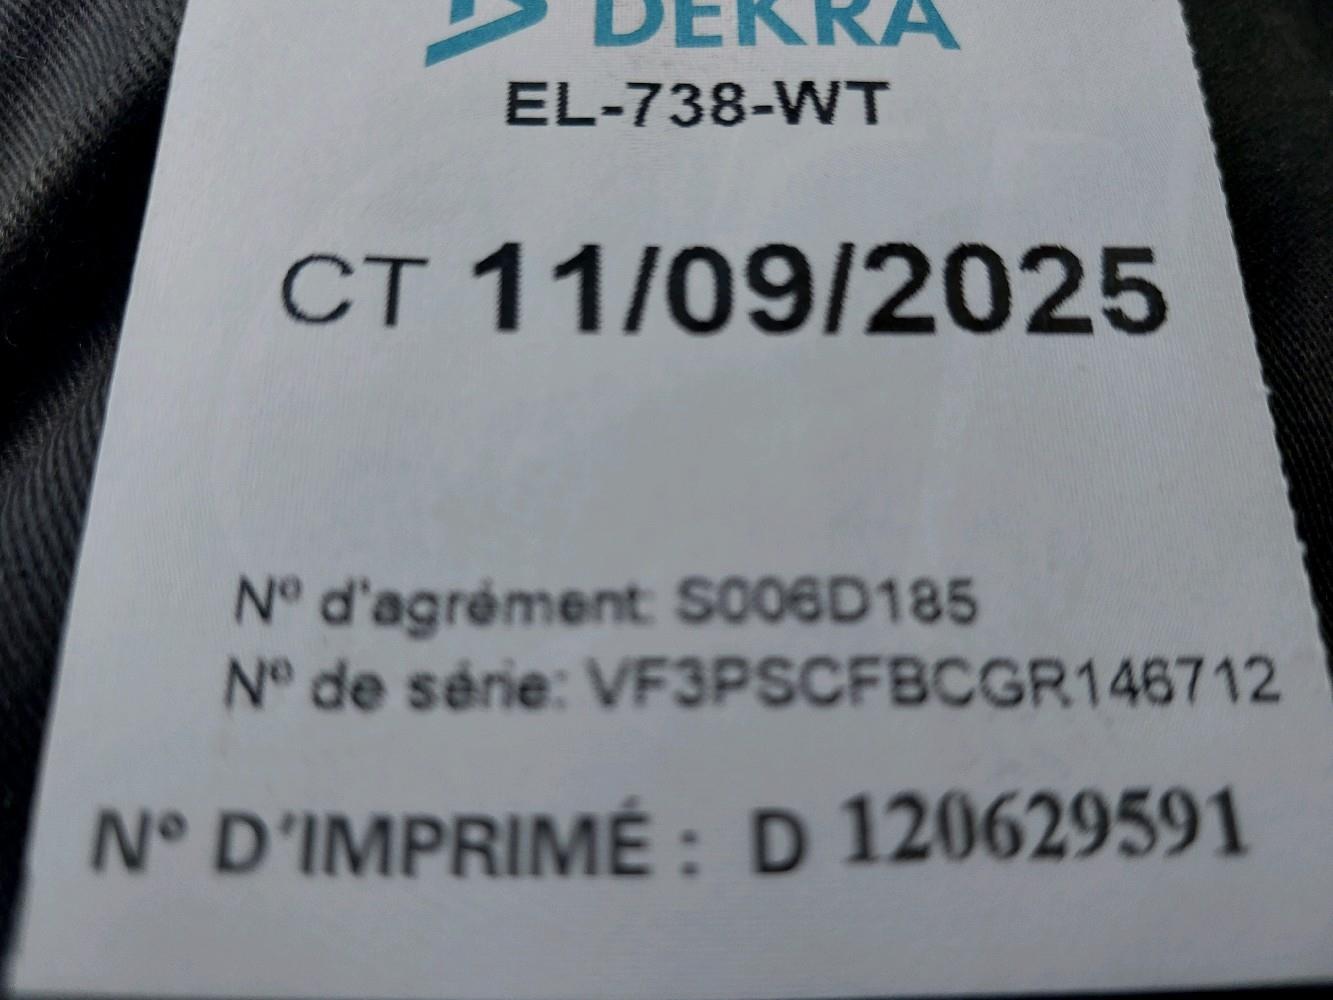 DEKRA
EL-738-WT
CT 11/09/2025
N° d'agrément: S006D185
N° de série: VF3PSCFBCGR146712
N° D'IMPRIMÉ : D 120629591